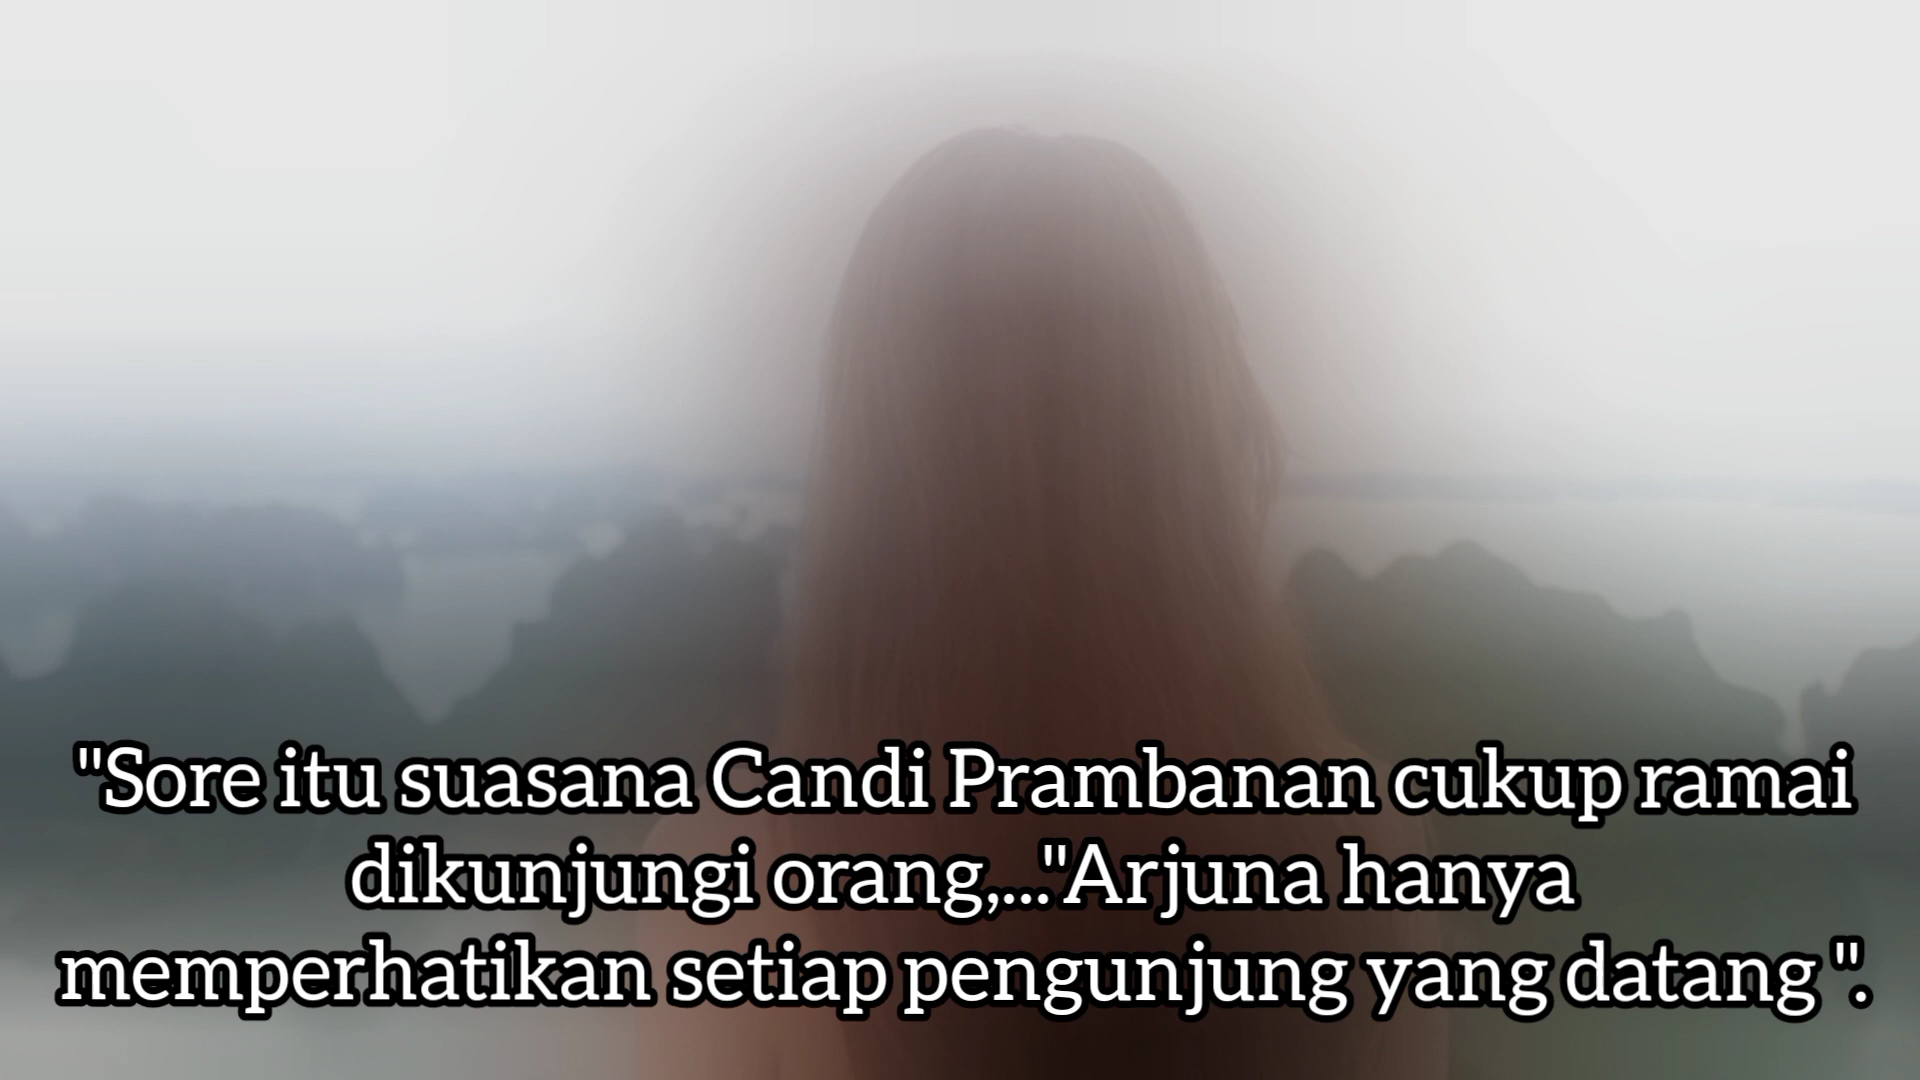 "Sore itu suasana Candi Prambanan cukup ramai
dikunjungi orang,..."Arjuna hanya
memperhatikan setiap pengunjung yang datang ".